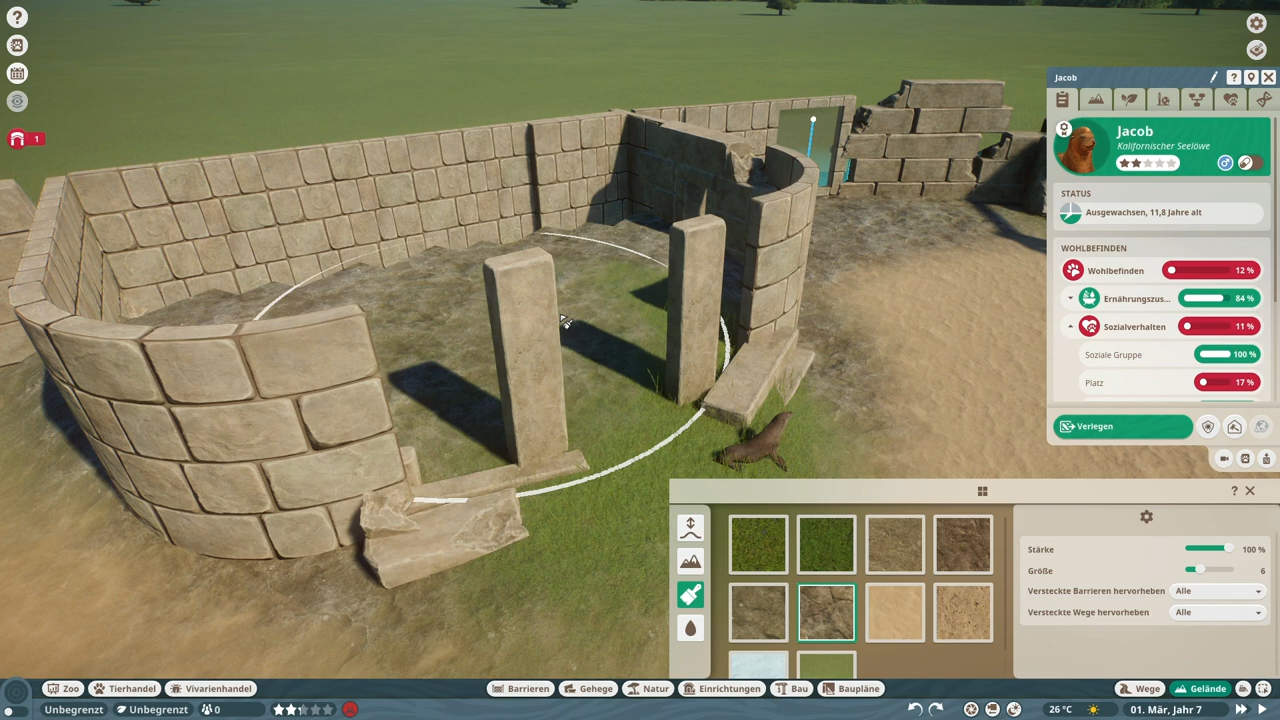 ?
Jacob
?
1
Jacob
Kalifornischer Seelöwe
STATUS
Ausgewachsen, 11,8 Jahre alt
WOHLBEFINDEN
Wohlbefinden 12 %
Ernährungszus... 84 %
Sozialverhalten 11 %
Soziale Gruppe 100 %
Platz 17 %
Verlegen
?
Stärke 100 %
Größe 6
Versteckte Barrieren hervorheben Alle
Versteckte Wege hervorheben Alle
Zoo Tierhandel Vivarienhandel Barrieren Gehege Natur Einrichtungen Bau Baupläne Wege Gelände
Unbegrenzt Unbegrenzt 0 26 °C 01. Mär, Jahr 7